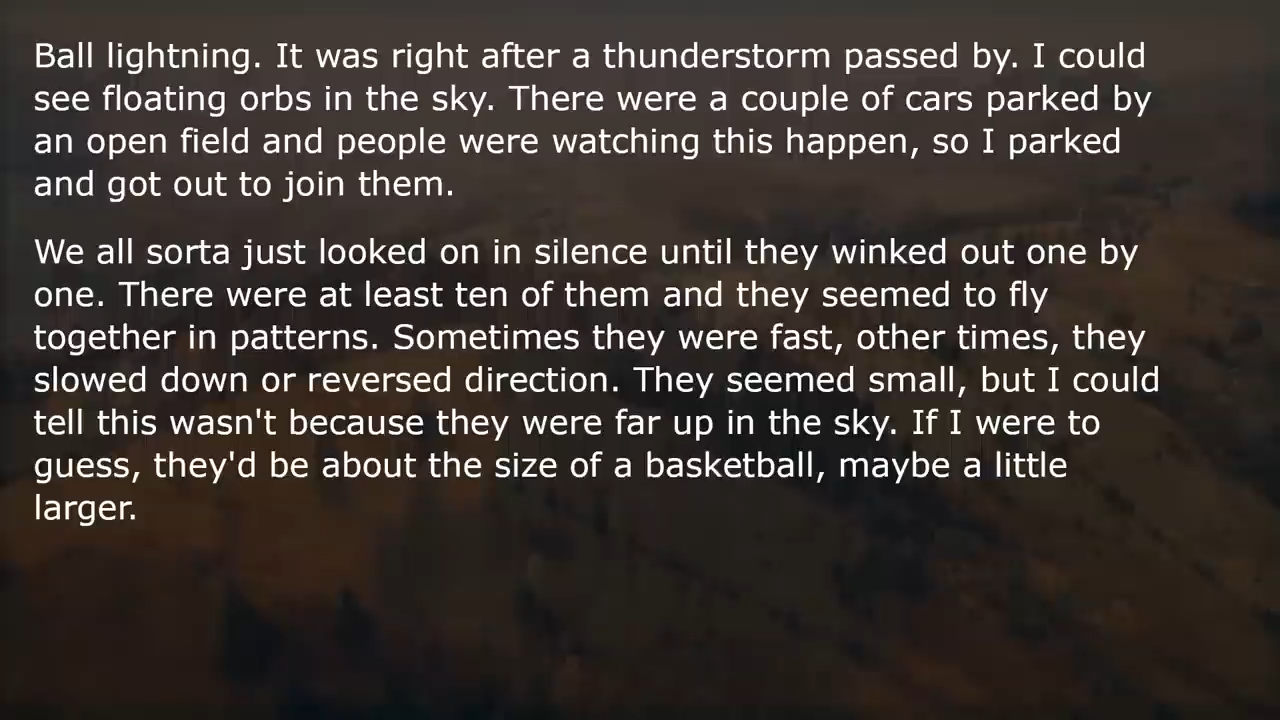 Ball lightning. It was right after a thunderstorm passed by. I could
see floating orbs in the sky. There were a couple of cars parked by
an open field and people were watching this happen, so I parked
and got out to join them.
We all sorta just looked on in silence until they winked out one by
one. There were at least ten of them and they seemed to fly
together in patterns. Sometimes they were fast, other times, they
slowed down or reversed direction. They seemed small, but I could
tell this wasn't because they were far up in the sky. If I were to
guess, they'd be about the size of a basketball, maybe a little
larger.